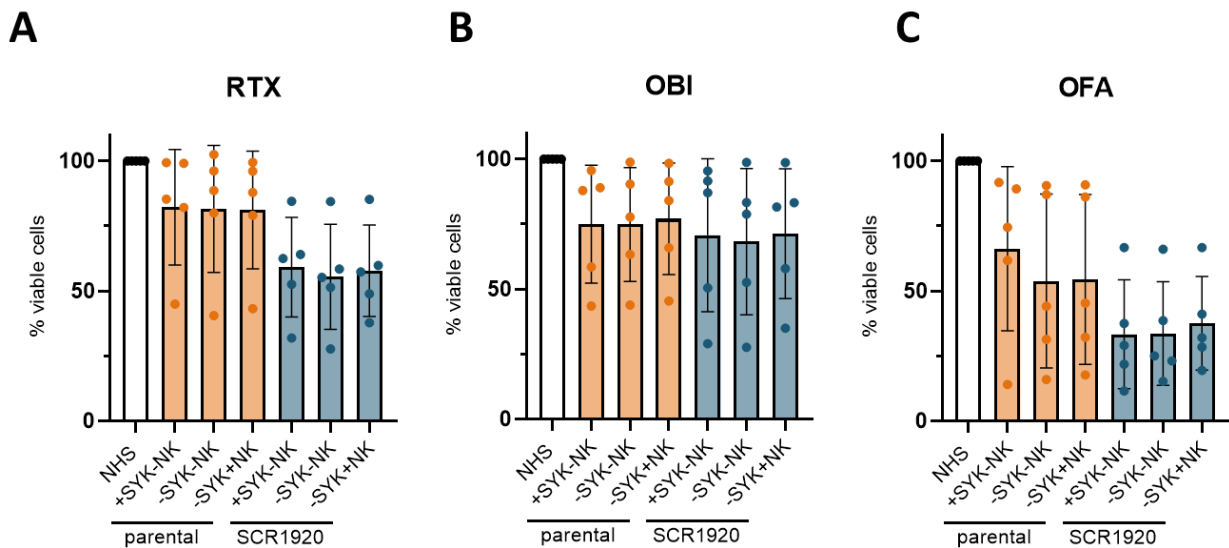 A
B
C
RTX
OBI
OFA
% viable cells
100
50
0
NHS
+SYK-NK
-SYK-NK
-SYK+NK
+SYK-NK
-SYK-NK
-SYK+NK
parental
SCR1920
% viable cells
100
50
0
NHS
+SYK-NK
-SYK-NK
-SYK+NK
+SYK-NK
-SYK-NK
-SYK+NK
parental
SCR1920
% viable cells
100
50
0
NHS
+SYK-NK
-SYK-NK
-SYK+NK
+SYK-NK
-SYK-NK
-SYK+NK
parental
SCR1920